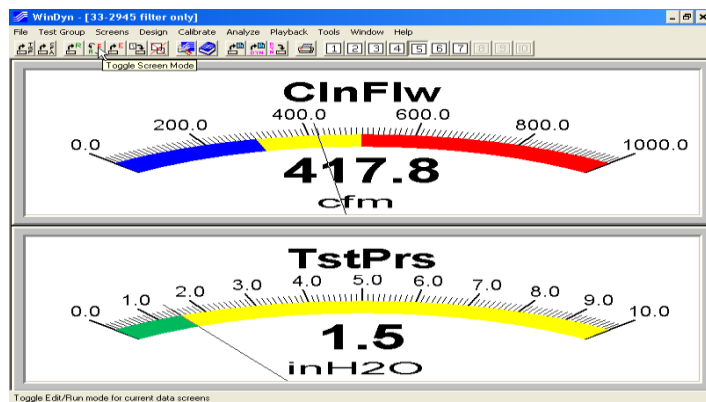 WinDyn - [33-2945 filter only]
File Test Group Screens Design Calibrate Analyze Playback Tools Window Help
1 2 3 4 5 6 7 8 9 10
Toggle Screen Mode
ClnFlw
0.0 200.0 400.0 600.0 800.0 1000.0
417.8
cfm
TstPrs
0.0 1.0 2.0 3.0 4.0 5.0 6.0 7.0 8.0 9.0 10.0
1.5
inH2O
Toggle Edit/Run mode for current data screens